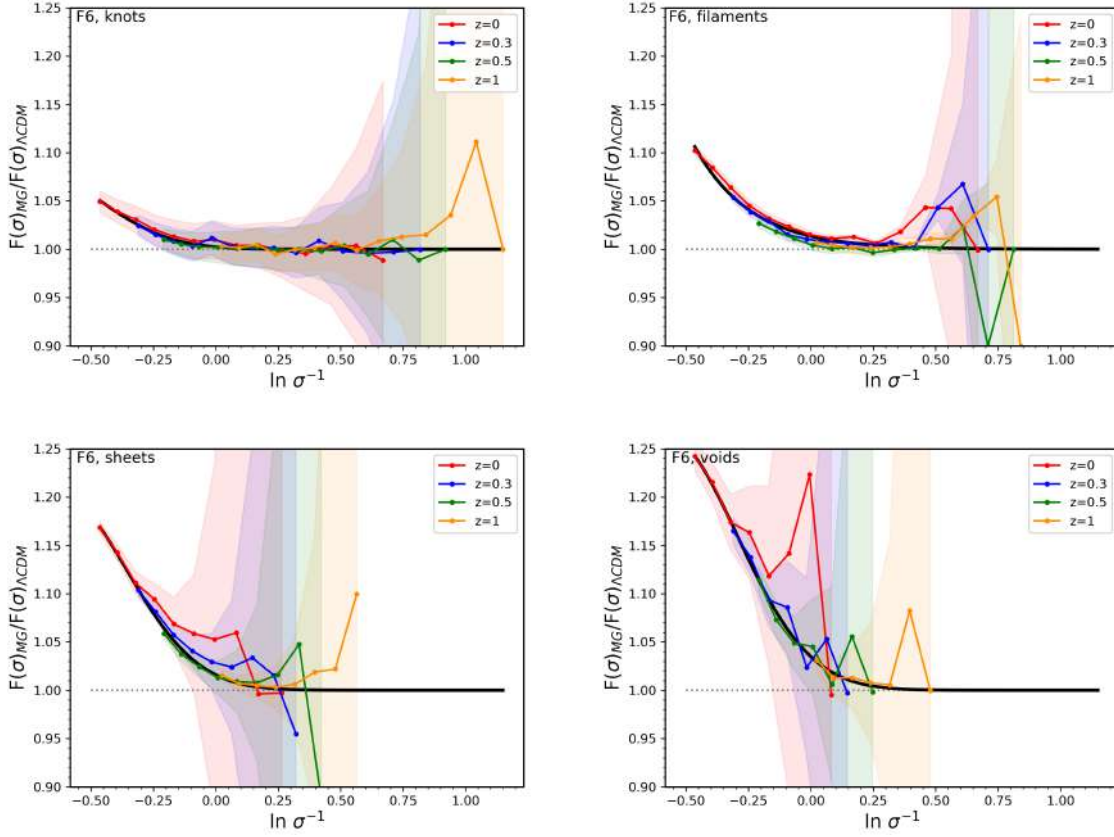 F6, knots
z=0
z=0.3
z=0.5
z=1
1.25
1.20
1.15
1.10
1.05
1.00
0.95
0.90
F(σ)MG/F(σ)ΛCDM
−0.50 −0.25 0.00 0.25 0.50 0.75 1.00
ln σ⁻¹
F6, filaments
z=0
z=0.3
z=0.5
z=1
1.25
1.20
1.15
1.10
1.05
1.00
0.95
0.90
F(σ)MG/F(σ)ΛCDM
−0.50 −0.25 0.00 0.25 0.50 0.75 1.00
ln σ⁻¹
F6, sheets
z=0
z=0.3
z=0.5
z=1
1.25
1.20
1.15
1.10
1.05
1.00
0.95
0.90
F(σ)MG/F(σ)ΛCDM
−0.50 −0.25 0.00 0.25 0.50 0.75 1.00
ln σ⁻¹
F6, voids
z=0
z=0.3
z=0.5
z=1
1.25
1.20
1.15
1.10
1.05
1.00
0.95
0.90
F(σ)MG/F(σ)ΛCDM
−0.50 −0.25 0.00 0.25 0.50 0.75 1.00
ln σ⁻¹